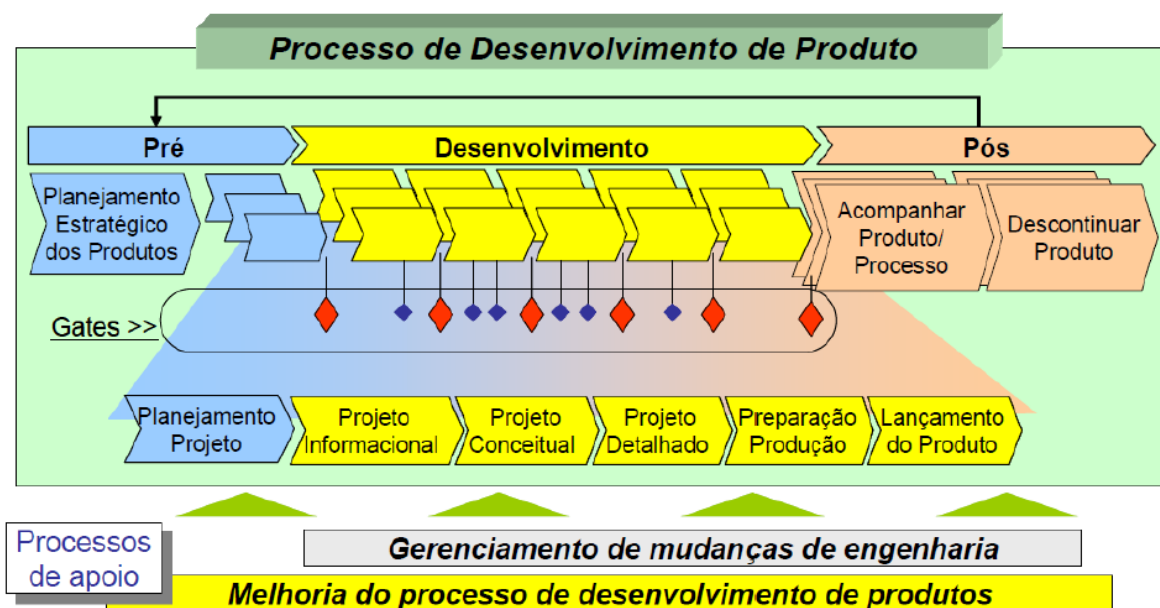 Processo de Desenvolvimento de Produto
Pré
Desenvolvimento
Pós
Planejamento
Estratégico
dos Produtos
Acompanhar
Produto/
Processo
Descontinuar
Produto
Gates >>
Planejamento
Projeto
Projeto
Informacional
Projeto
Conceitual
Projeto
Detalhado
Preparação
Produção
Lançamento
do Produto
Processos
de apoio
Gerenciamento de mudanças de engenharia
Melhoria do processo de desenvolvimento de produtos